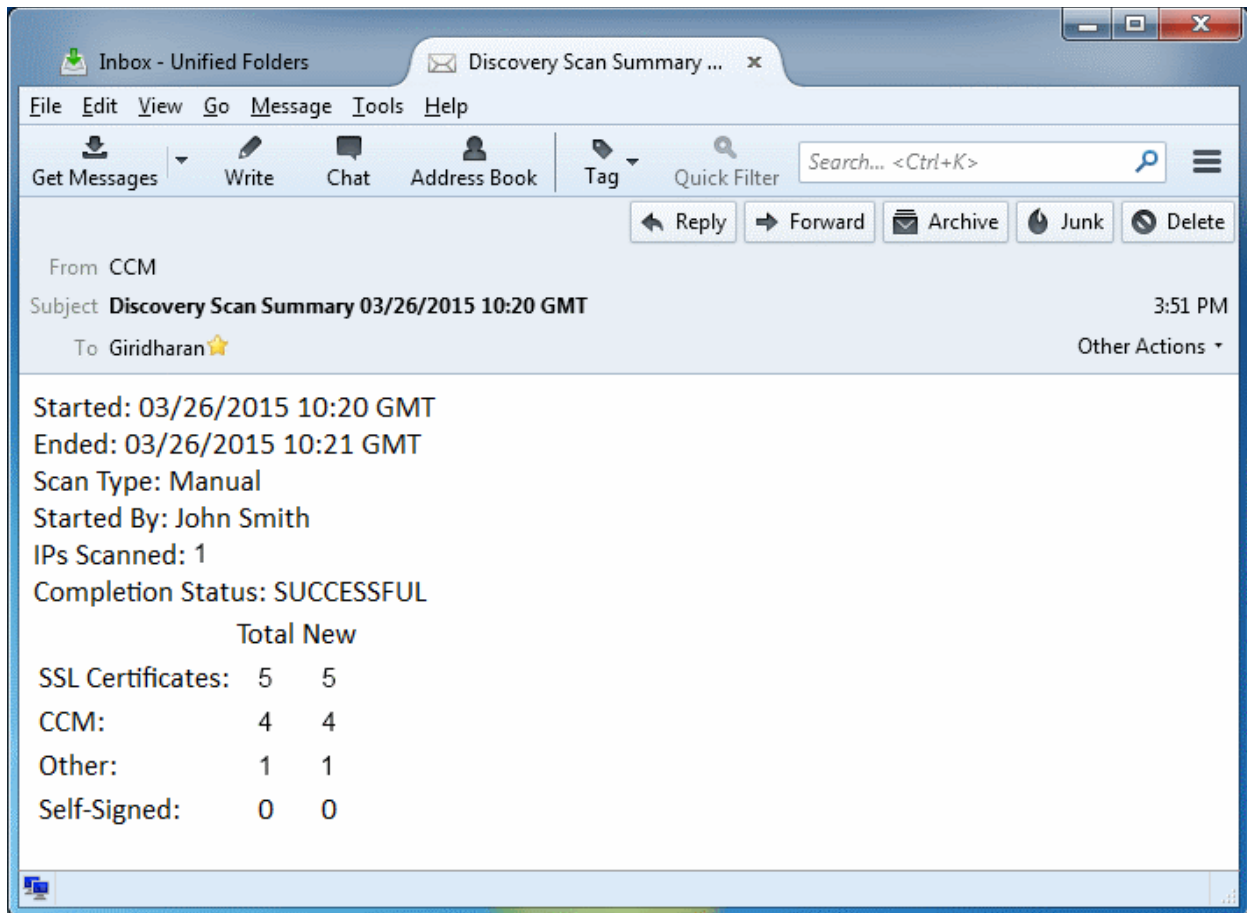 Inbox - Unified Folders
Discovery Scan Summary ... x
File Edit View Go Message Tools Help
Get Messages Write Chat Address Book Tag Quick Filter Search... <Ctrl+K>
Reply Forward Archive Junk Delete
From CCM
Subject Discovery Scan Summary 03/26/2015 10:20 GMT 3:51 PM
To Giridharan Other Actions
Started: 03/26/2015 10:20 GMT
Ended: 03/26/2015 10:21 GMT
Scan Type: Manual
Started By: John Smith
IPs Scanned: 1
Completion Status: SUCCESSFUL
Total New
SSL Certificates: 5 5
CCM: 4 4
Other: 1 1
Self-Signed: 0 0